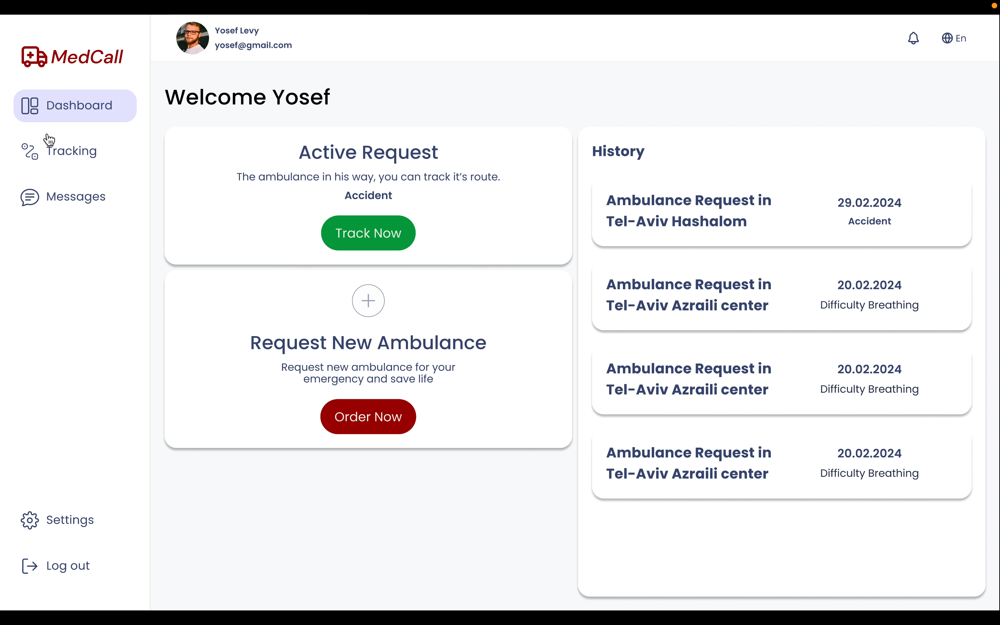 MedCall
Dashboard
Tracking
Messages
Settings
Log out
Yosef Levy
yosef@gmail.com
En
Welcome Yosef
Active Request
The ambulance in his way, you can track it’s route.
Accident
Track Now
Request New Ambulance
Request new ambulance for your
emergency and save life
Order Now
History
Ambulance Request in
Tel-Aviv Hashalom
29.02.2024
Accident
Ambulance Request in
Tel-Aviv Azraili center
20.02.2024
Difficulty Breathing
Ambulance Request in
Tel-Aviv Azraili center
20.02.2024
Difficulty Breathing
Ambulance Request in
Tel-Aviv Azraili center
20.02.2024
Difficulty Breathing